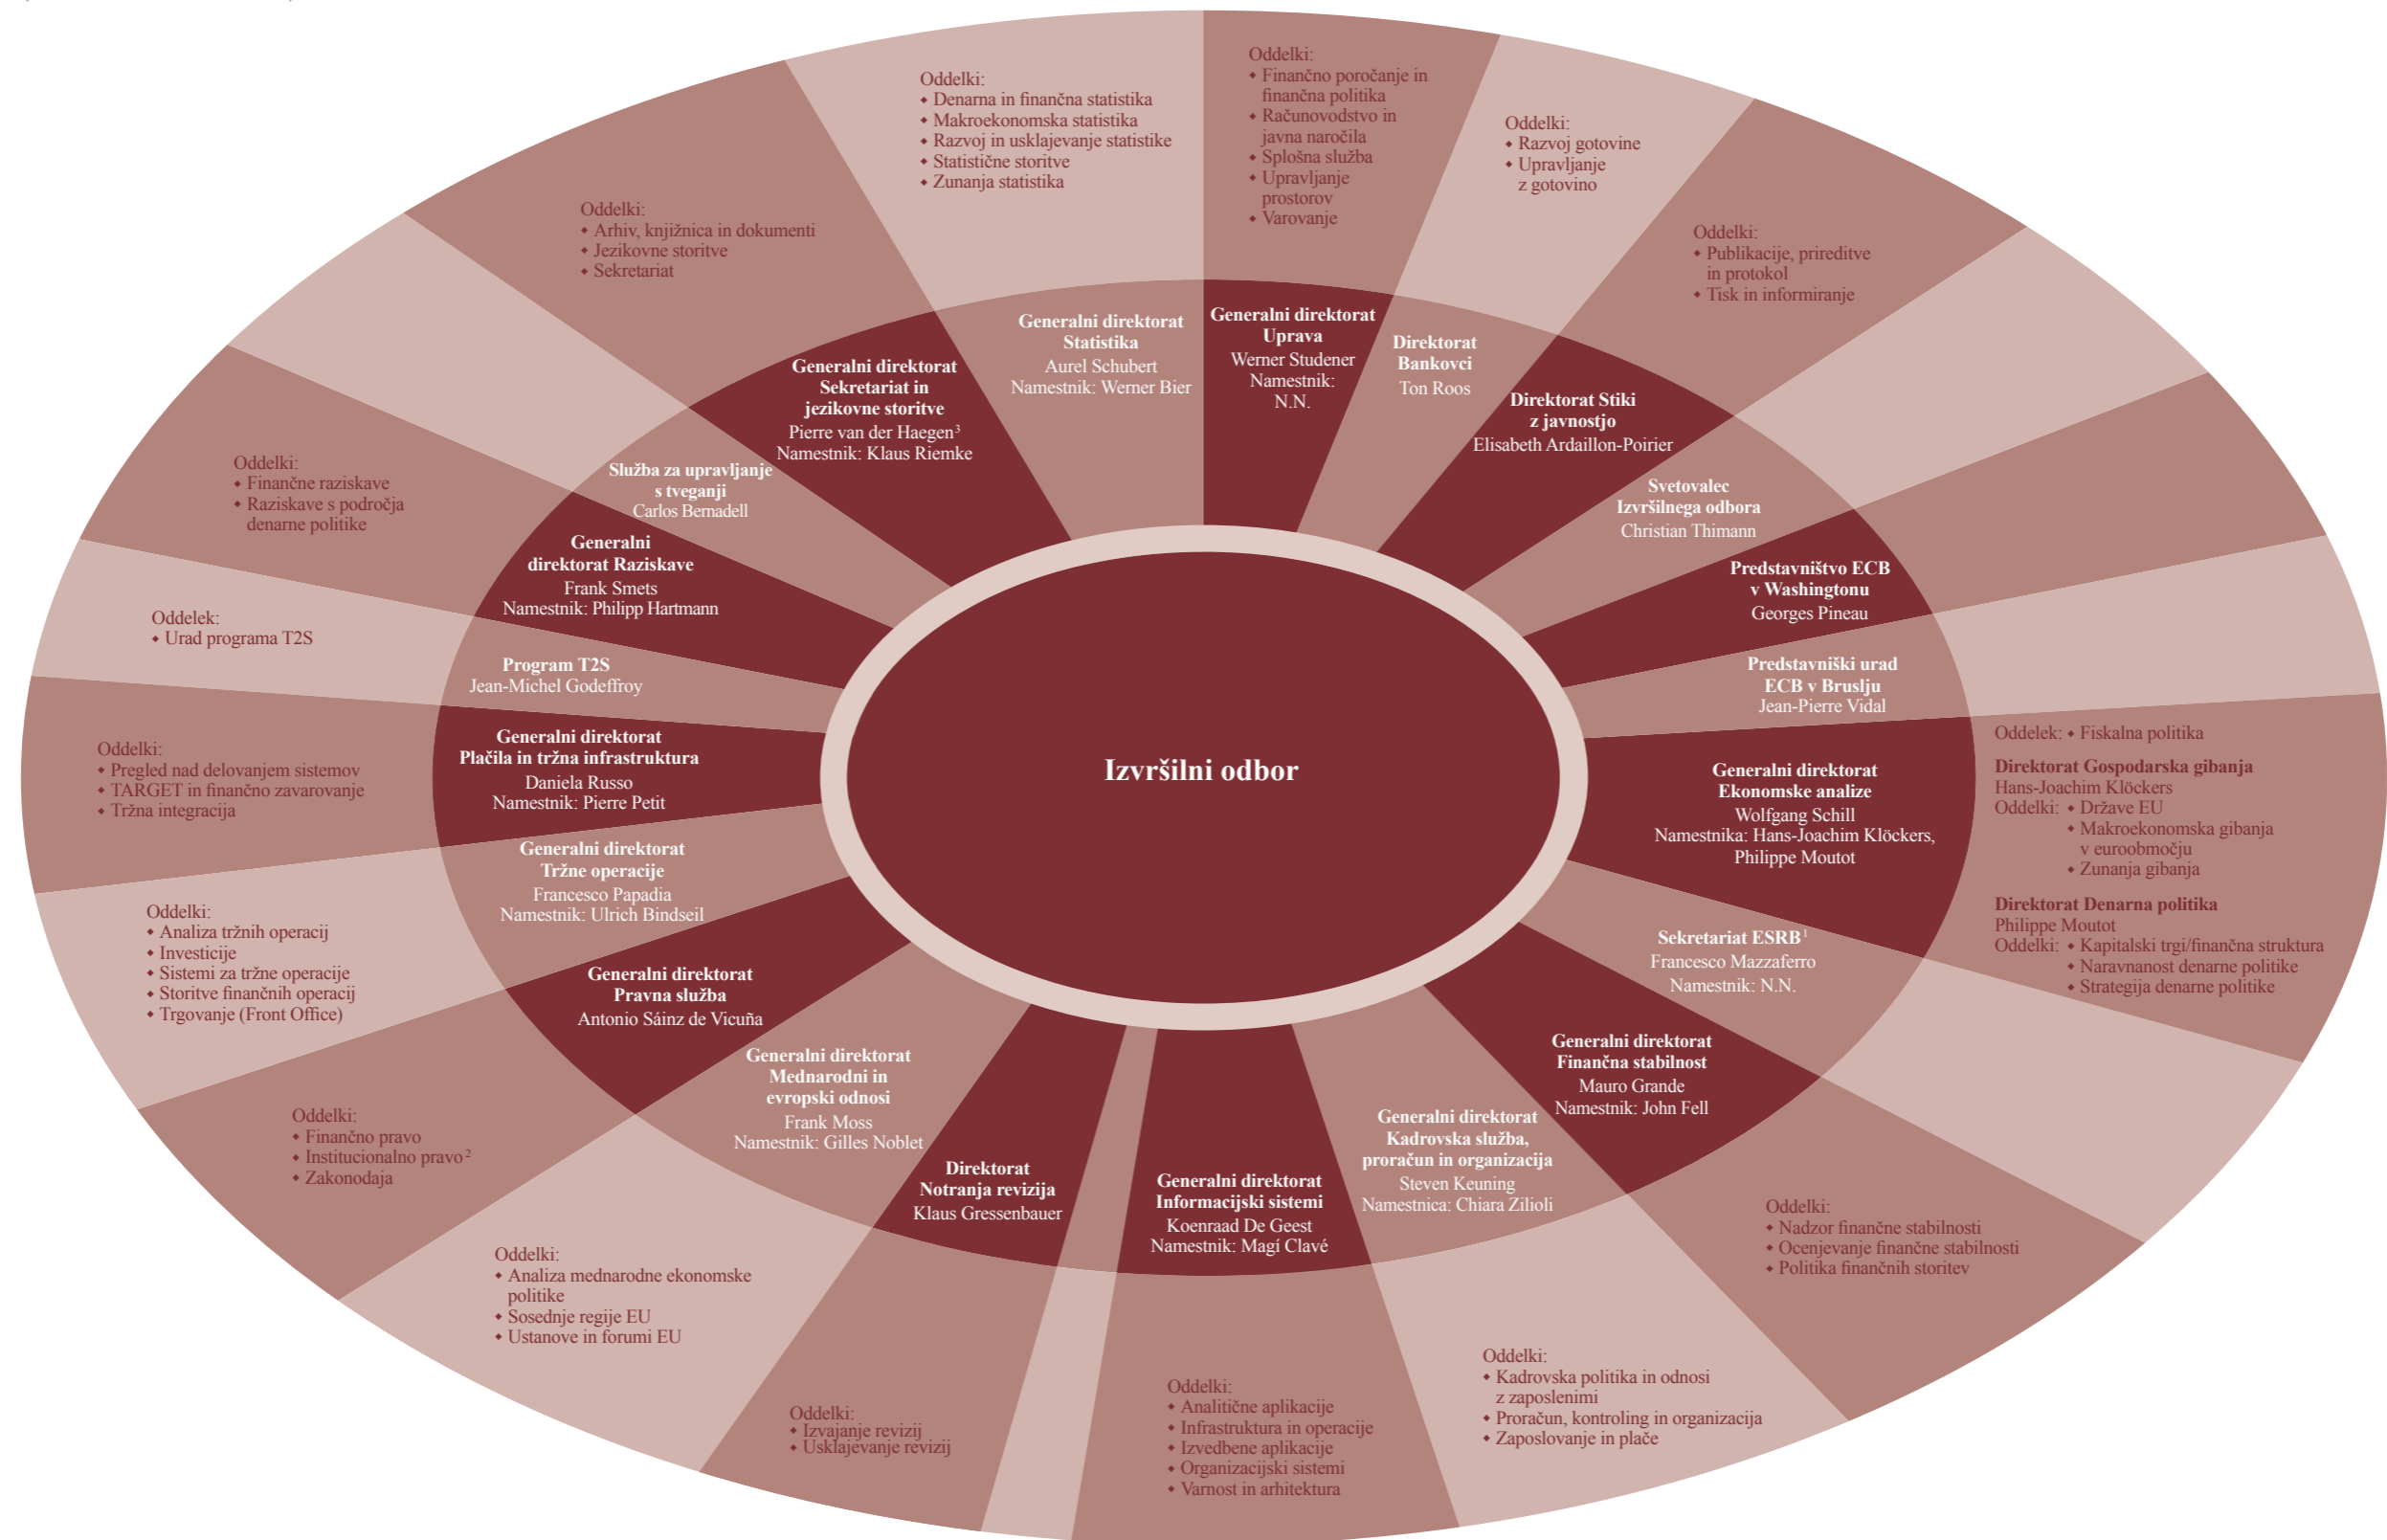 Oddelki:
◆ Finančno poročanje in
finančna politika
◆ Računovodstvo in
javna naročila
◆ Splošna služba
◆ Upravljanje
prostorov
◆ Varovanje
Generalni direktorat
Uprava
Werner Studener
Namestnik:
N.N.
Oddelki:
◆ Razvoj gotovine
◆ Upravljanje
z gotovino
Direktorat
Bankovci
Ton Roos
Oddelki:
◆ Publikacije, prireditve
in protokol
◆ Tisk in informiranje
Direktorat Stiki
z javnostjo
Elisabeth Ardaillon-Poirier
Svetovalec
Izvršilnega odbora
Christian Thimann
Predstavništvo ECB
v Washingtonu
Georges Pineau
Predstavniški urad
ECB v Bruslju
Jean-Pierre Vidal
Generalni direktorat
Ekonomske analize
Wolfgang Schill
Namestnika: Hans-Joachim Klöckers,
Philippe Moutot
Oddelek: ◆ Fiskalna politika
Direktorat Gospodarska gibanja
Hans-Joachim Klöckers
Oddelki: ◆ Države EU
◆ Makroekonomska gibanja
v euroobmočju
◆ Zunanja gibanja
Direktorat Denarna politika
Philippe Moutot
Oddelki: ◆ Kapitalski trgi/finančna struktura
◆ Naravnanost denarne politike
◆ Strategija denarne politike
Sekretariat ESRB¹
Francesco Mazzaferro
Namestnik: N.N.
Generalni direktorat
Finančna stabilnost
Mauro Grande
Namestnik: John Fell
Oddelki:
◆ Nadzor finančne stabilnosti
◆ Ocenjevanje finančne stabilnosti
◆ Politika finančnih storitev
Generalni direktorat
Kadrovska služba,
proračun in organizacija
Steven Keuning
Namestnica: Chiara Zilioli
Oddelki:
◆ Kadrovska politika in odnosi
z zaposlenimi
◆ Proračun, kontroling in organizacija
◆ Zaposlovanje in plače
Generalni direktorat
Informacijski sistemi
Koenraad De Geest
Namestnik: Magí Clavé
Oddelki:
◆ Analitične aplikacije
◆ Infrastruktura in operacije
◆ Izvedbene aplikacije
◆ Organizacijski sistemi
◆ Varnost in arhitektura
Direktorat
Notranja revizija
Klaus Gressenbauer
Oddelki:
◆ Izvajanje revizij
◆ Usklajevanje revizij
Generalni direktorat
Mednarodni in
evropski odnosi
Frank Moss
Namestnik: Gilles Noblet
Oddelki:
◆ Analiza mednarodne ekonomske
politike
◆ Sosednje regije EU
◆ Ustanove in forumi EU
Generalni direktorat
Pravna služba
Antonio Sáinz de Vicuña
Oddelki:
◆ Finančno pravo
◆ Institucionalno pravo²
◆ Zakonodaja
Generalni direktorat
Tržne operacije
Francesco Papadia
Namestnik: Ulrich Bindseil
Oddelki:
◆ Analiza tržnih operacij
◆ Investicije
◆ Sistemi za tržne operacije
◆ Storitve finančnih operacij
◆ Trgovanje (Front Office)
Generalni direktorat
Plačila in tržna infrastruktura
Daniela Russo
Namestnik: Pierre Petit
Oddelki:
◆ Pregled nad delovanjem sistemov
◆ TARGET in finančno zavarovanje
◆ Tržna integracija
Program T2S
Jean-Michel Godeffroy
Oddelek:
◆ Urad programa T2S
Generalni
direktorat Raziskave
Frank Smets
Namestnik: Philipp Hartmann
Oddelki:
◆ Finančne raziskave
◆ Raziskave s področja
denarne politike
Služba za upravljanje
s tveganji
Carlos Bernadell
Generalni direktorat
Sekretariat in
jezikovne storitve
Pierre van der Haegen³
Namestnik: Klaus Riemke
Oddelki:
◆ Arhiv, knjižnica in dokumenti
◆ Jezikovne storitve
◆ Sekretariat
Generalni direktorat
Statistika
Aurel Schubert
Namestnik: Werner Bier
Oddelki:
◆ Denarna in finančna statistika
◆ Makroekonomska statistika
◆ Razvoj in usklajevanje statistike
◆ Statistične storitve
◆ Zunanja statistika
Izvršilni odbor